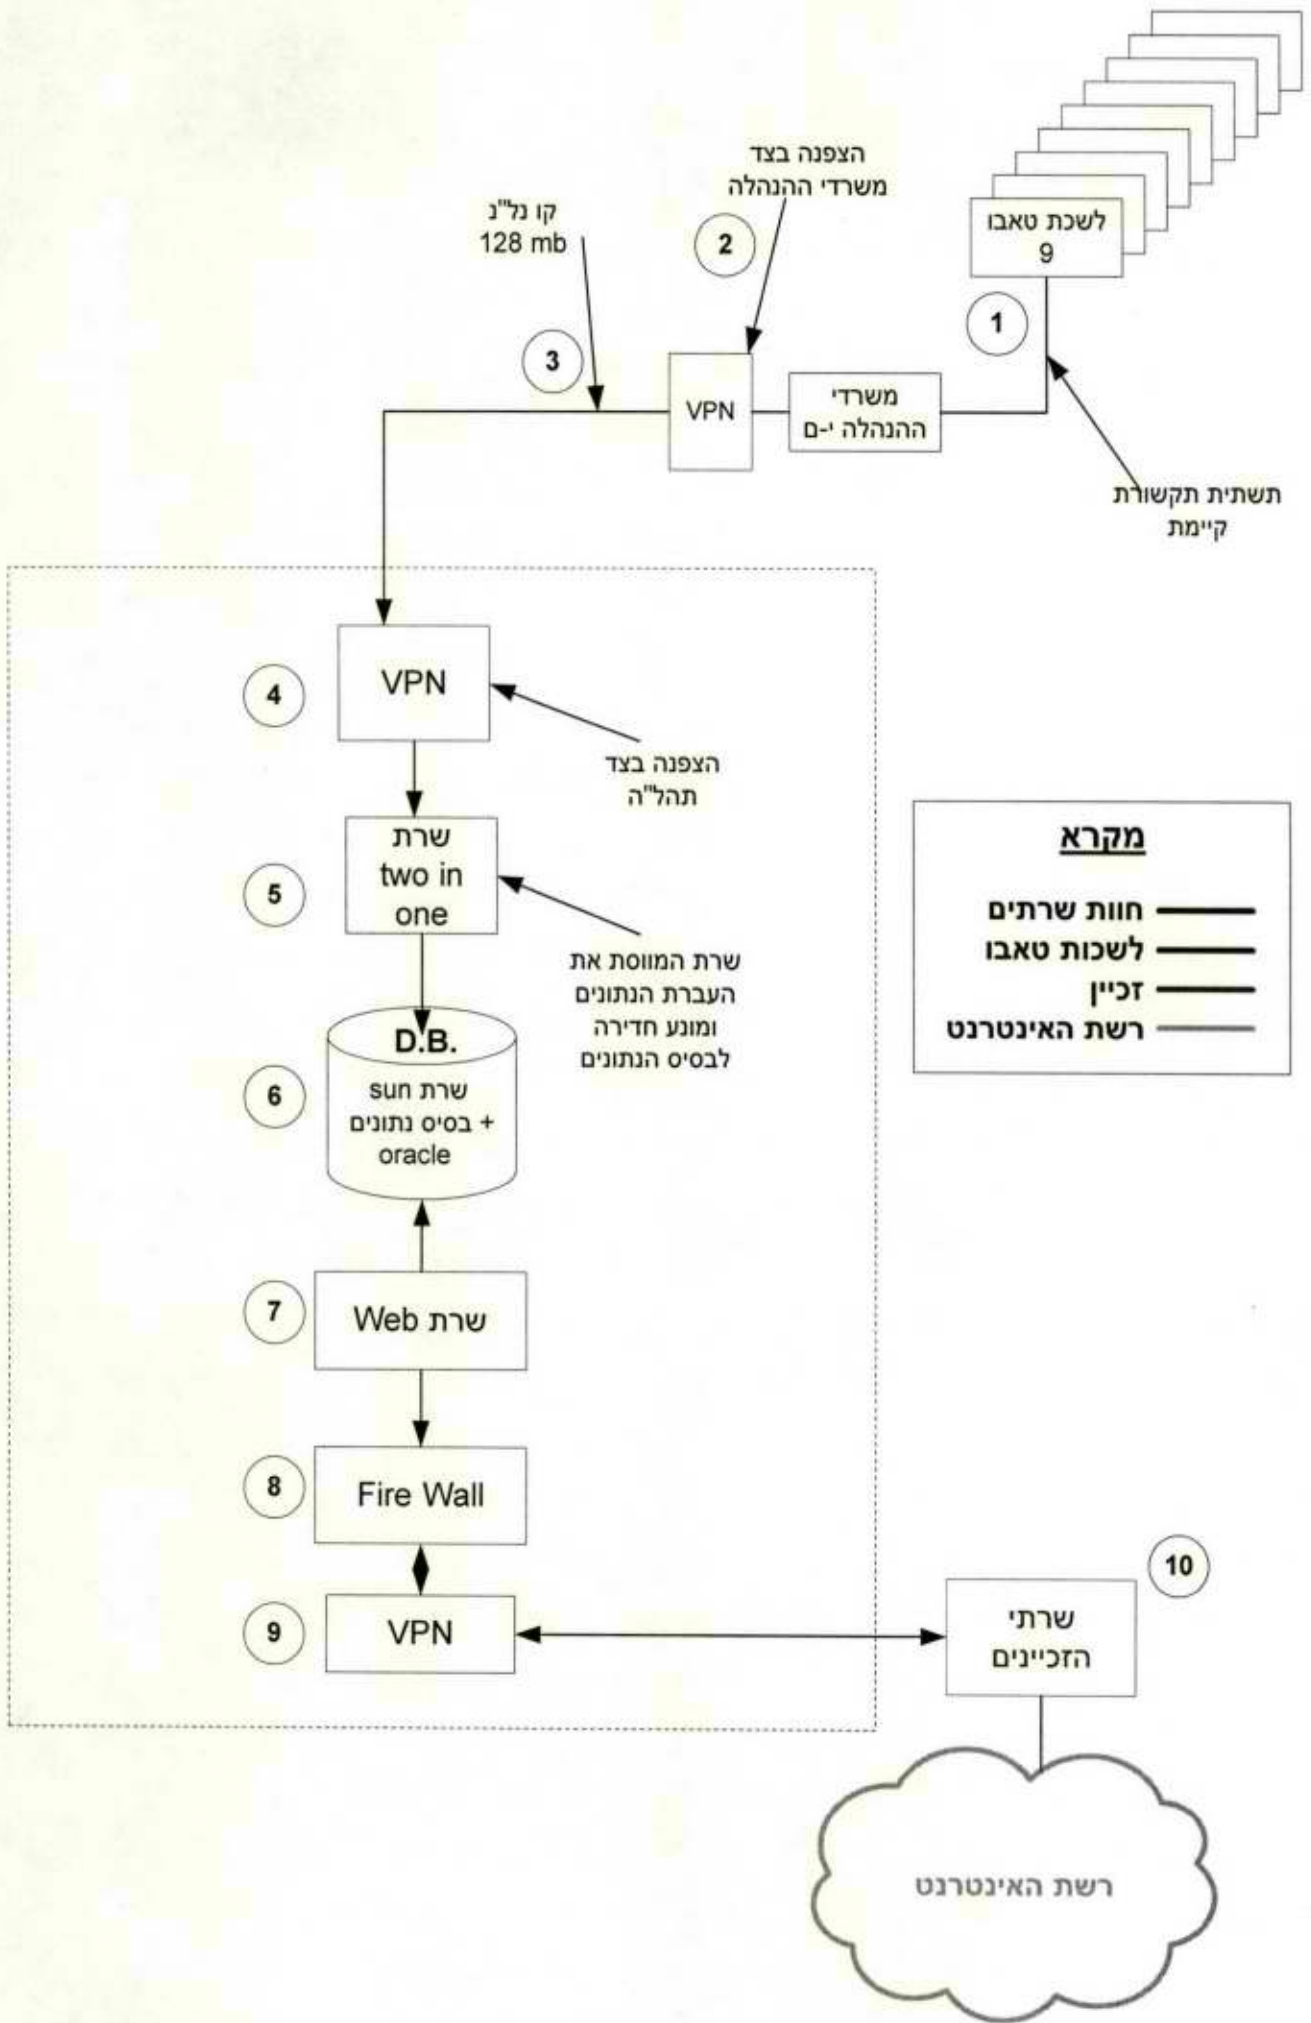 לשכת טאבו
9
1
תשתית תקשורת
קיימת
משרדי
ההנהלה י-ם
הצפנה בצד
משרדי ההנהלה
2
VPN
קו נל"נ
128 mb
3
4
VPN
הצפנה בצד
תהל"ה
5
שרת
two in
one
שרת המווסת את
העברת הנתונים
ומונע חדירה
לבסיס הנתונים
6
D.B.
שרת sun
+ בסיס נתונים
oracle
7
שרת Web
8
Fire Wall
9
VPN
10
שרתי
הזכיינים
רשת האינטרנט
מקרא
חוות שרתים
לשכות טאבו
זכיין
רשת האינטרנט